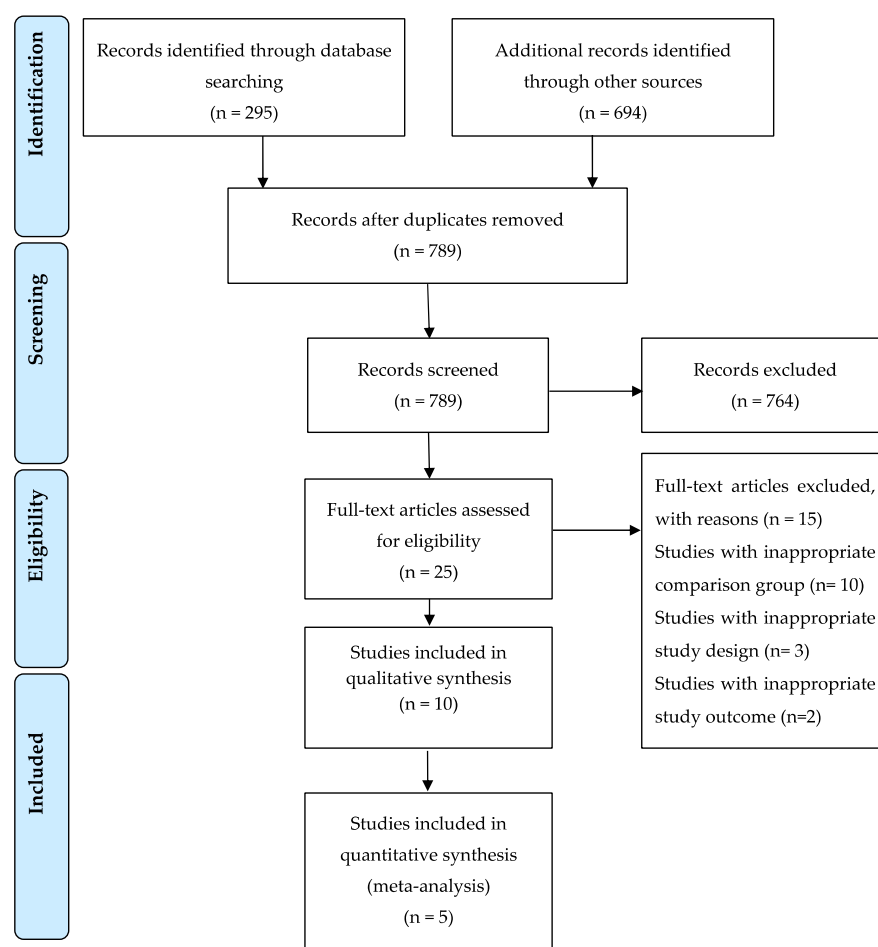 Identification
Records identified through database
searching
(n = 295)
Additional records identified
through other sources
(n = 694)
Records after duplicates removed
(n = 789)
Screening
Records screened
(n = 789)
Records excluded
(n = 764)
Eligibility
Full-text articles assessed
for eligibility
(n = 25)
Full-text articles excluded,
with reasons (n = 15)
Studies with inappropriate
comparison group (n= 10)
Studies with inappropriate
study design (n= 3)
Studies with inappropriate
study outcome (n=2)
Studies included in
qualitative synthesis
(n = 10)
Included
Studies included in
quantitative synthesis
(meta-analysis)
(n = 5)